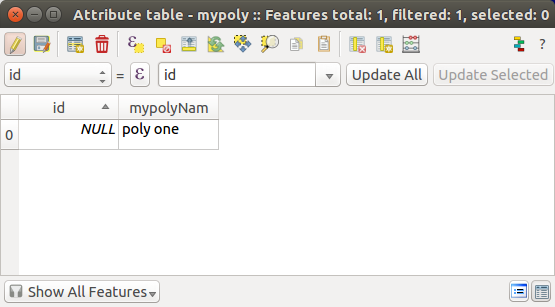 Attribute table - mypoly :: Features total: 1, filtered: 1, selected: 0
id = ε id Update All Update Selected
id mypolyNam
0 NULL poly one
Show All Features